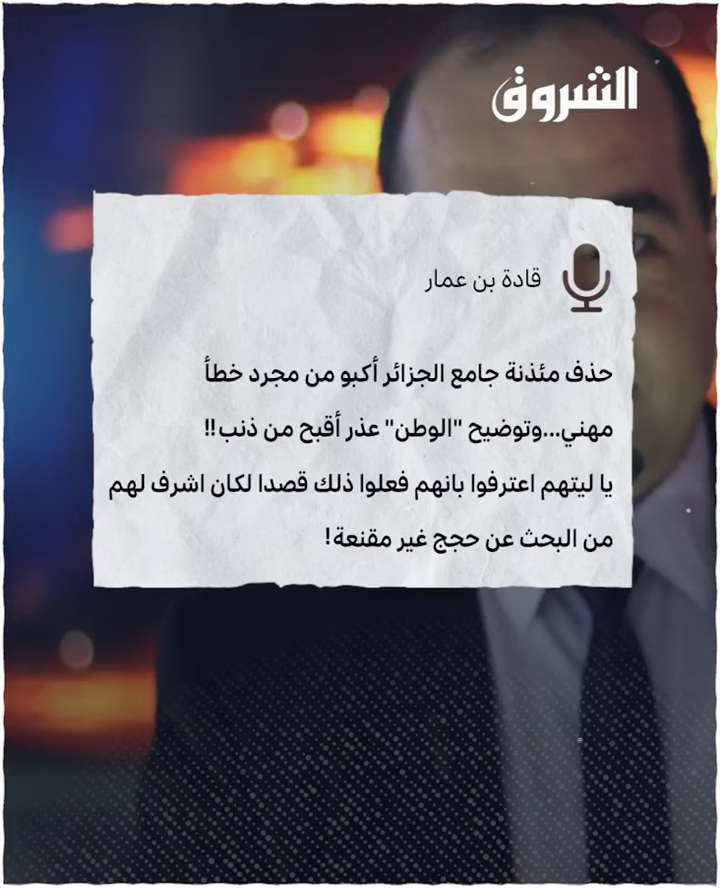 الشروق
قادة بن عمار
حذف مئذنة جامع الجزائر أكبو من مجرد خطأ
مهني...وتوضيح "الوطن" عذر أقبح من ذنب!!
يا ليتهم اعترفوا بانهم فعلوا ذلك قصدا لكان اشرف لهم
من البحث عن حجج غير مقنعة!